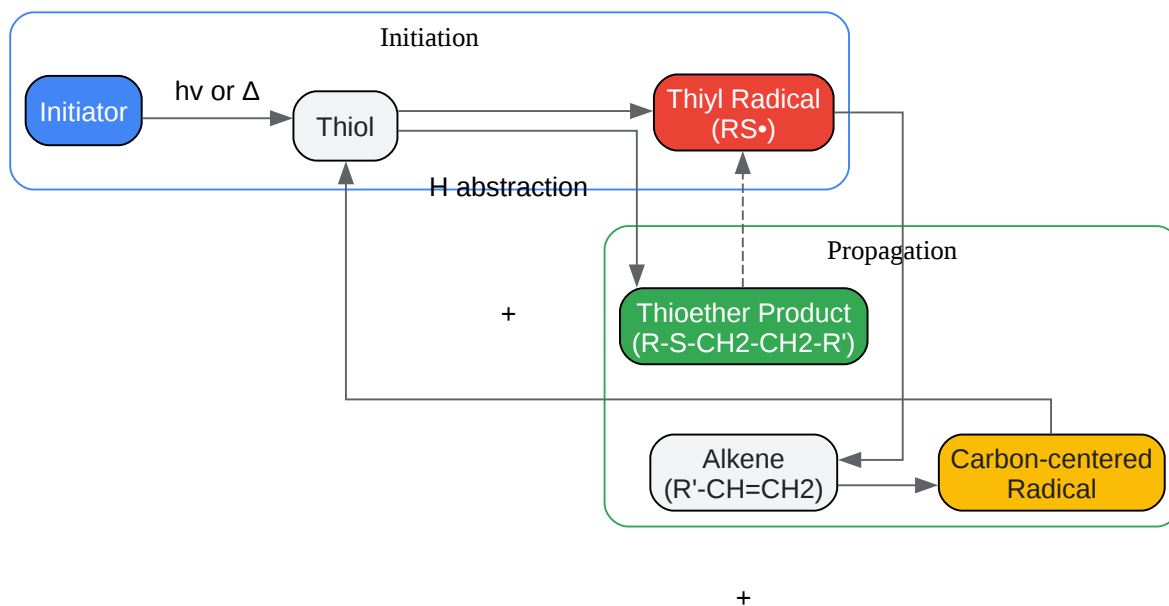 Initiation
Initiator
hv or Δ
Thiol
Thiyl Radical
(RS•)
H abstraction
Propagation
Thioether Product
(R-S-CH2-CH2-R')
+
Alkene
(R'-CH=CH2)
Carbon-centered
Radical
+